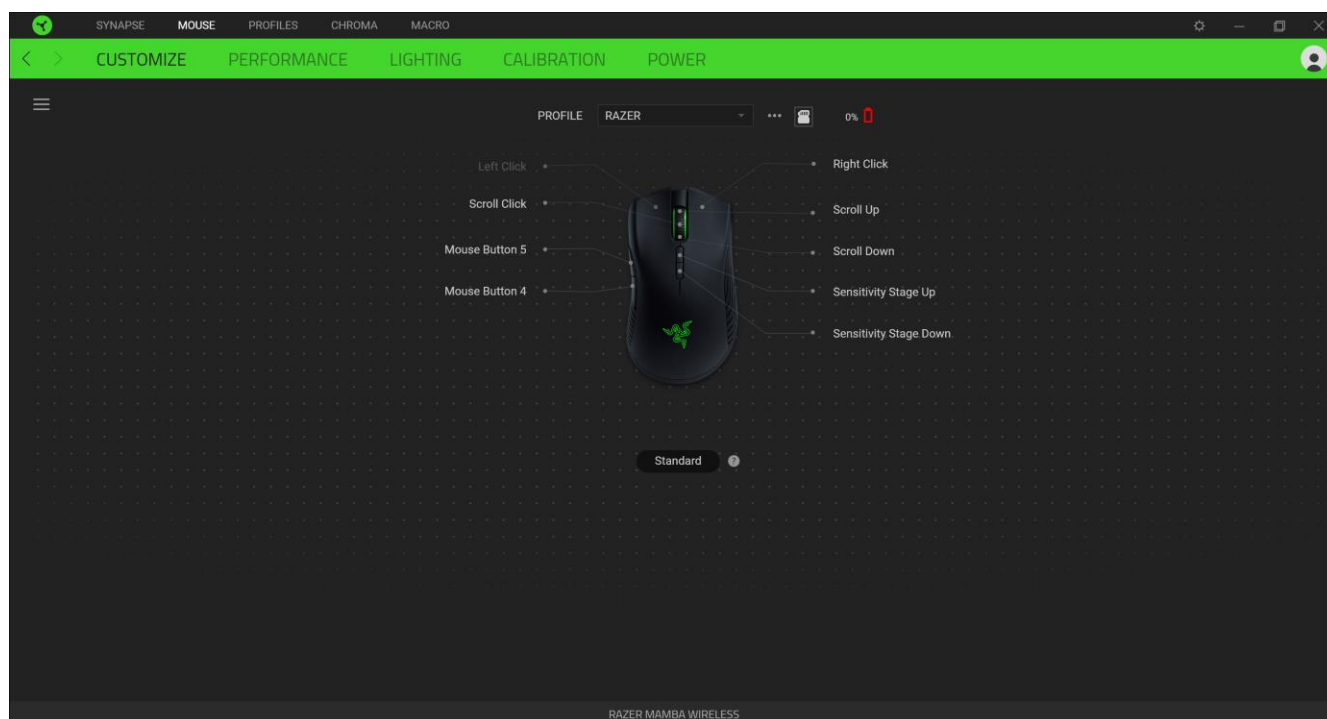 SYNAPSE MOUSE PROFILES CHROMA MACRO
CUSTOMIZE PERFORMANCE LIGHTING CALIBRATION POWER
PROFILE RAZER 0%
Left Click Right Click
Scroll Click Scroll Up
Mouse Button 5 Scroll Down
Mouse Button 4 Sensitivity Stage Up
Sensitivity Stage Down
Standard ?
RAZER MAMBA WIRELESS